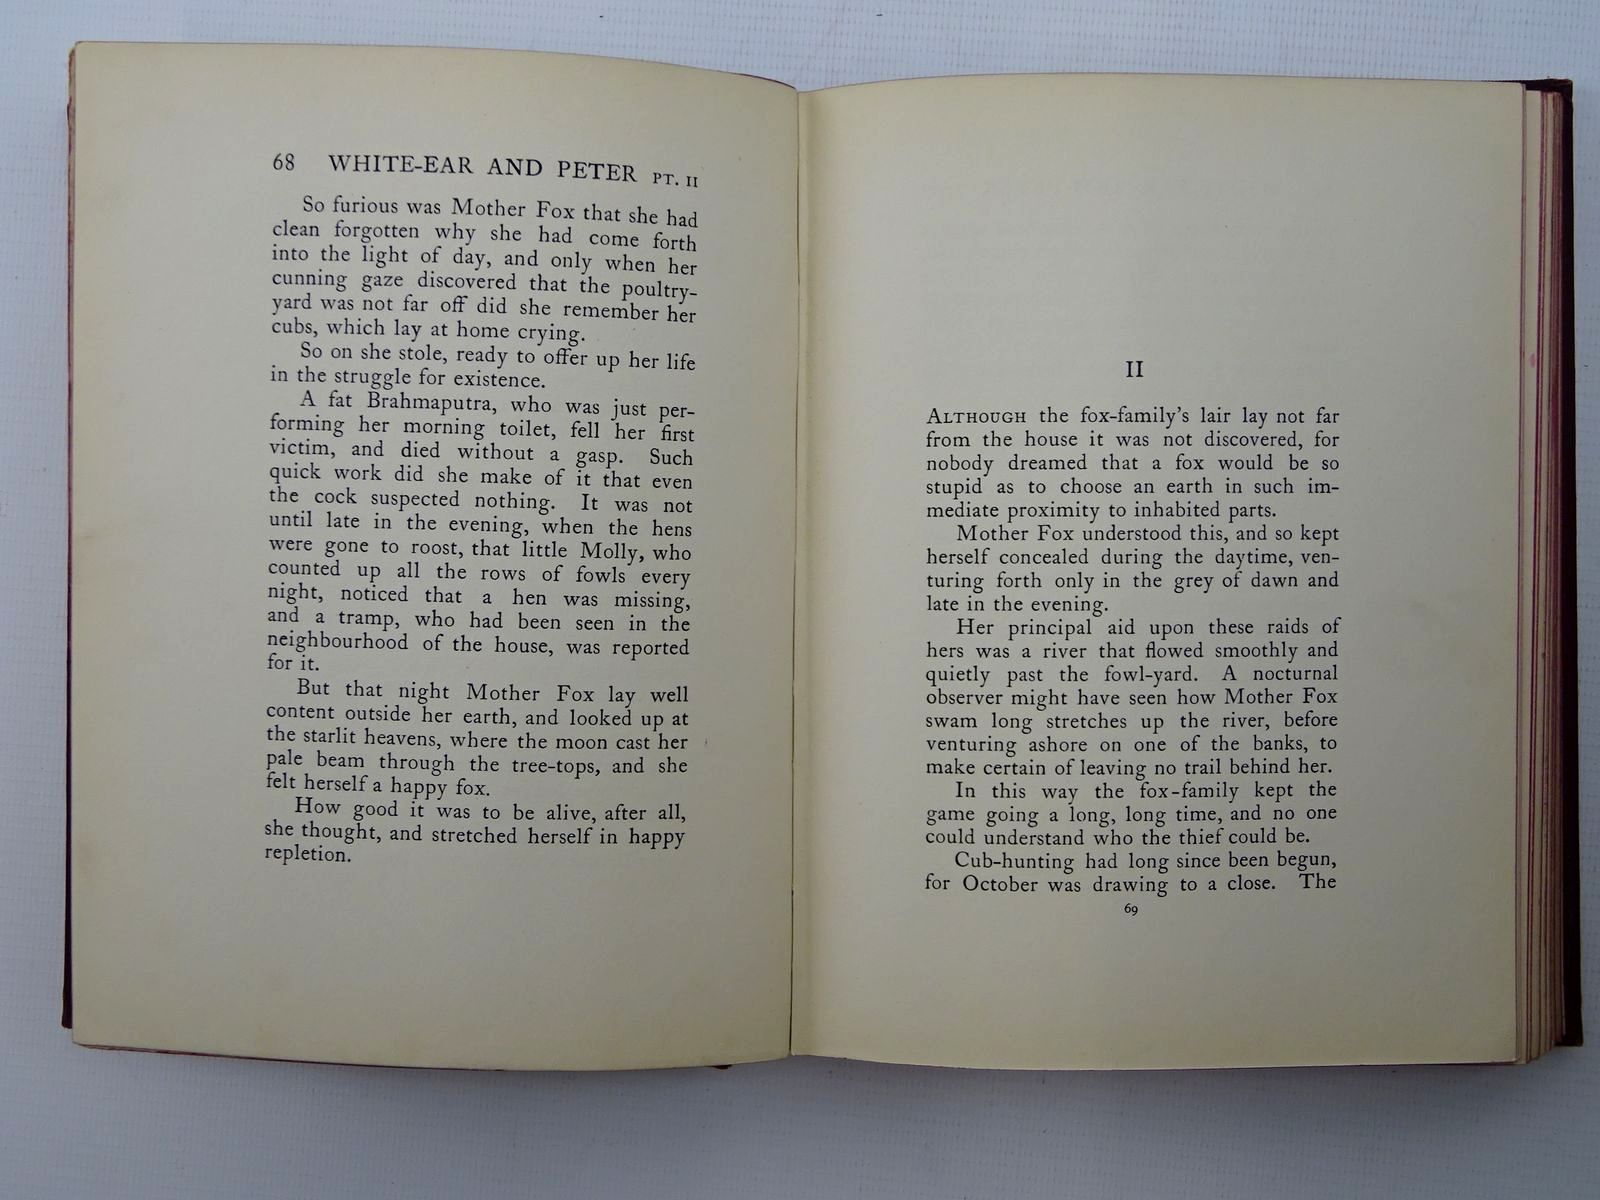 68 WHITE-EAR AND PETER PT. II
So furious was Mother Fox that she had
clean forgotten why she had come forth
into the light of day, and only when her
cunning gaze discovered that the poultry-
yard was not far off did she remember her
cubs, which lay at home crying.
So on she stole, ready to offer up her life
in the struggle for existence.
A fat Brahmaputra, who was just per-
forming her morning toilet, fell her first
victim, and died without a gasp. Such
quick work did she make of it that even
the cock suspected nothing. It was not
until late in the evening, when the hens
were gone to roost, that little Molly, who
counted up all the rows of fowls every
night, noticed that a hen was missing,
and a tramp, who had been seen in the
neighbourhood of the house, was reported
for it.
But that night Mother Fox lay well
content outside her earth, and looked up at
the starlit heavens, where the moon cast her
pale beam through the tree-tops, and she
felt herself a happy fox.
How good it was to be alive, after all,
she thought, and stretched herself in happy
repletion.
II
ALTHOUGH the fox-family's lair lay not far
from the house it was not discovered, for
nobody dreamed that a fox would be so
stupid as to choose an earth in such im-
mediate proximity to inhabited parts.
Mother Fox understood this, and so kept
herself concealed during the daytime, ven-
turing forth only in the grey of dawn and
late in the evening.
Her principal aid upon these raids of
hers was a river that flowed smoothly and
quietly past the fowl-yard. A nocturnal
observer might have seen how Mother Fox
swam long stretches up the river, before
venturing ashore on one of the banks, to
make certain of leaving no trail behind her.
In this way the fox-family kept the
game going a long, long time, and no one
could understand who the thief could be.
Cub-hunting had long since been begun,
for October was drawing to a close. The
69